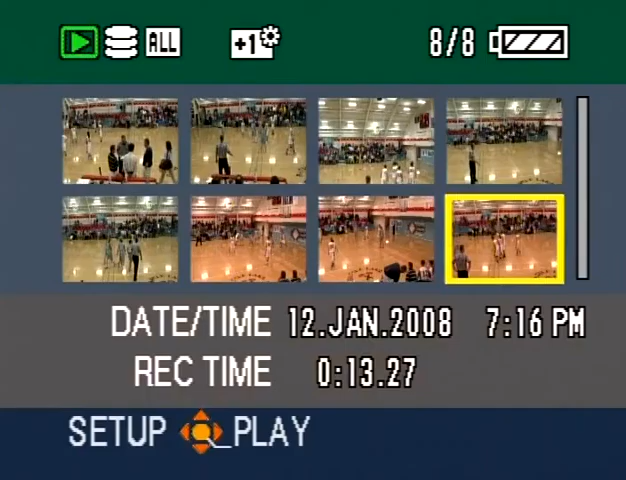 ALL +1 8/8
DATE/TIME 12.JAN.2008 7:16 PM
REC TIME 0:13.27
SETUP PLAY